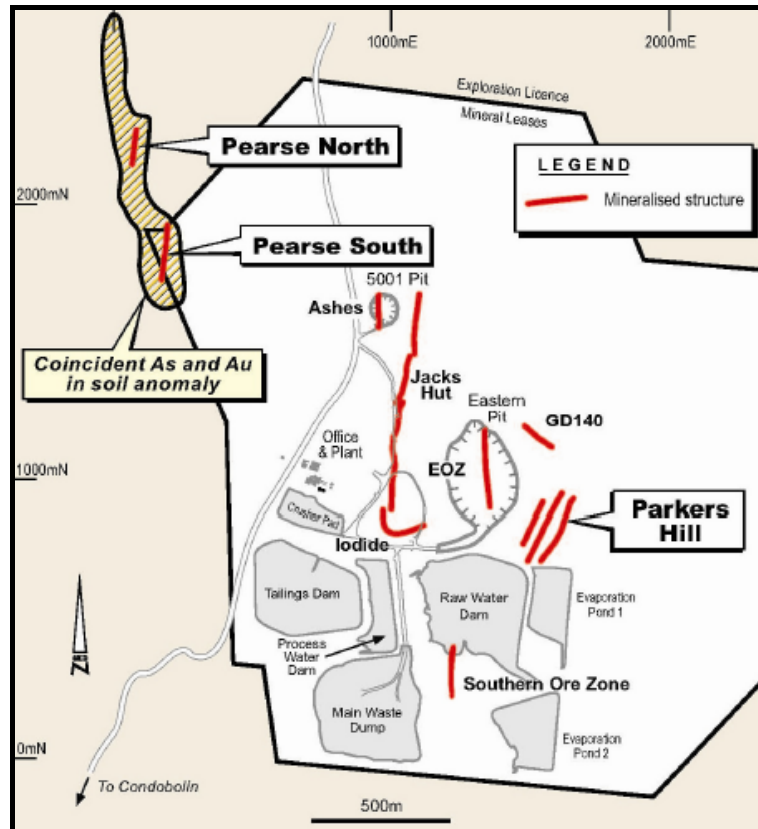 1000mE
2000mE
Exploration Licence
Mineral Leases
Pearse North
LEGEND
Mineralised structure
2000mN
Pearse South
5001 Pit
Ashes
Coincident As and Au
in soil anomaly
Jacks
Hut
Eastern
Pit
GD140
Office
& Plant
EOZ
1000mN
Crusher Pad
Parkers
Hill
Iodide
Tailings Dam
Raw Water
Dam
Evaporation
Pond 1
Process
Water
Dam
N
Southern Ore Zone
Main Waste
Dump
Evaporation
Pond 2
0mN
To Condobolin
500m